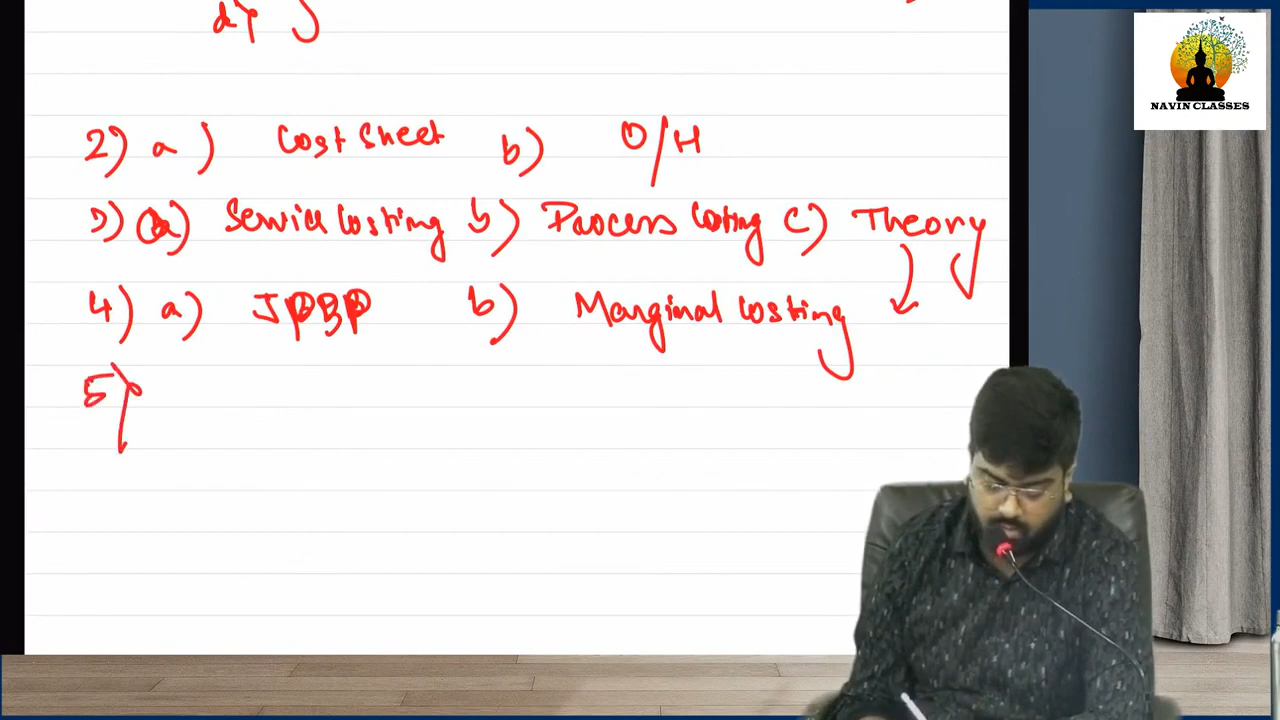 d)
2) a) Cost Sheet b) O/H
3) a) Service Costing b) Process Costing c) Theory
4) a) JPBP b) Marginal Costing
5)
NAVIN CLASSES